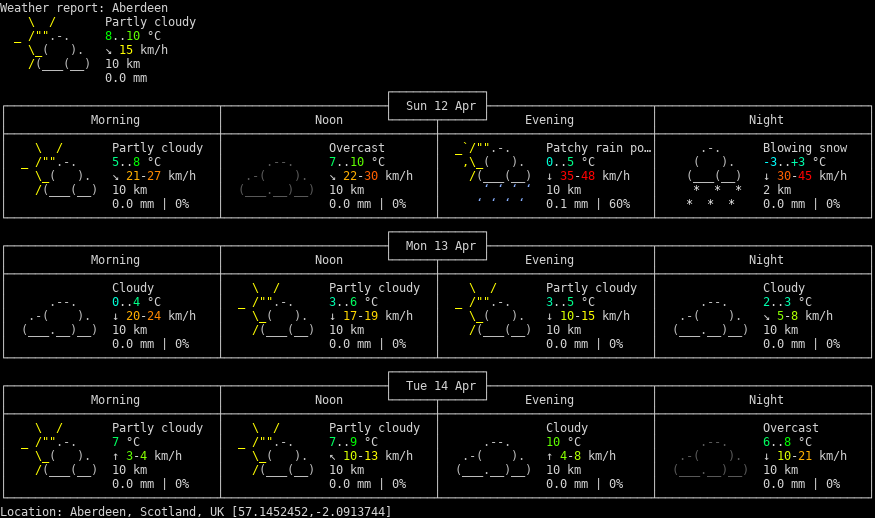 Weather report: Aberdeen
Partly cloudy
8..10 °C
↘ 15 km/h
10 km
0.0 mm
Sun 12 Apr
Morning Noon Evening Night
Partly cloudy Overcast Patchy rain po… Blowing snow
5..8 °C 7..10 °C 0..5 °C -3..+3 °C
↘ 21-27 km/h ↘ 22-30 km/h ↓ 35-48 km/h ↓ 30-45 km/h
10 km 10 km 10 km 2 km
0.0 mm | 0% 0.0 mm | 0% 0.1 mm | 60% 0.0 mm | 0%
Mon 13 Apr
Morning Noon Evening Night
Cloudy Partly cloudy Partly cloudy Cloudy
0..4 °C 3..6 °C 3..5 °C 2..3 °C
↓ 20-24 km/h ↓ 17-19 km/h ↓ 10-15 km/h ↘ 5-8 km/h
10 km 10 km 10 km 10 km
0.0 mm | 0% 0.0 mm | 0% 0.0 mm | 0% 0.0 mm | 0%
Tue 14 Apr
Morning Noon Evening Night
Partly cloudy Partly cloudy Cloudy Overcast
7 °C 7..9 °C 10 °C 6..8 °C
↑ 3-4 km/h ↖ 10-13 km/h ↑ 4-8 km/h ↓ 10-21 km/h
10 km 10 km 10 km 10 km
0.0 mm | 0% 0.0 mm | 0% 0.0 mm | 0% 0.0 mm | 0%
Location: Aberdeen, Scotland, UK [57.1452452,-2.0913744]